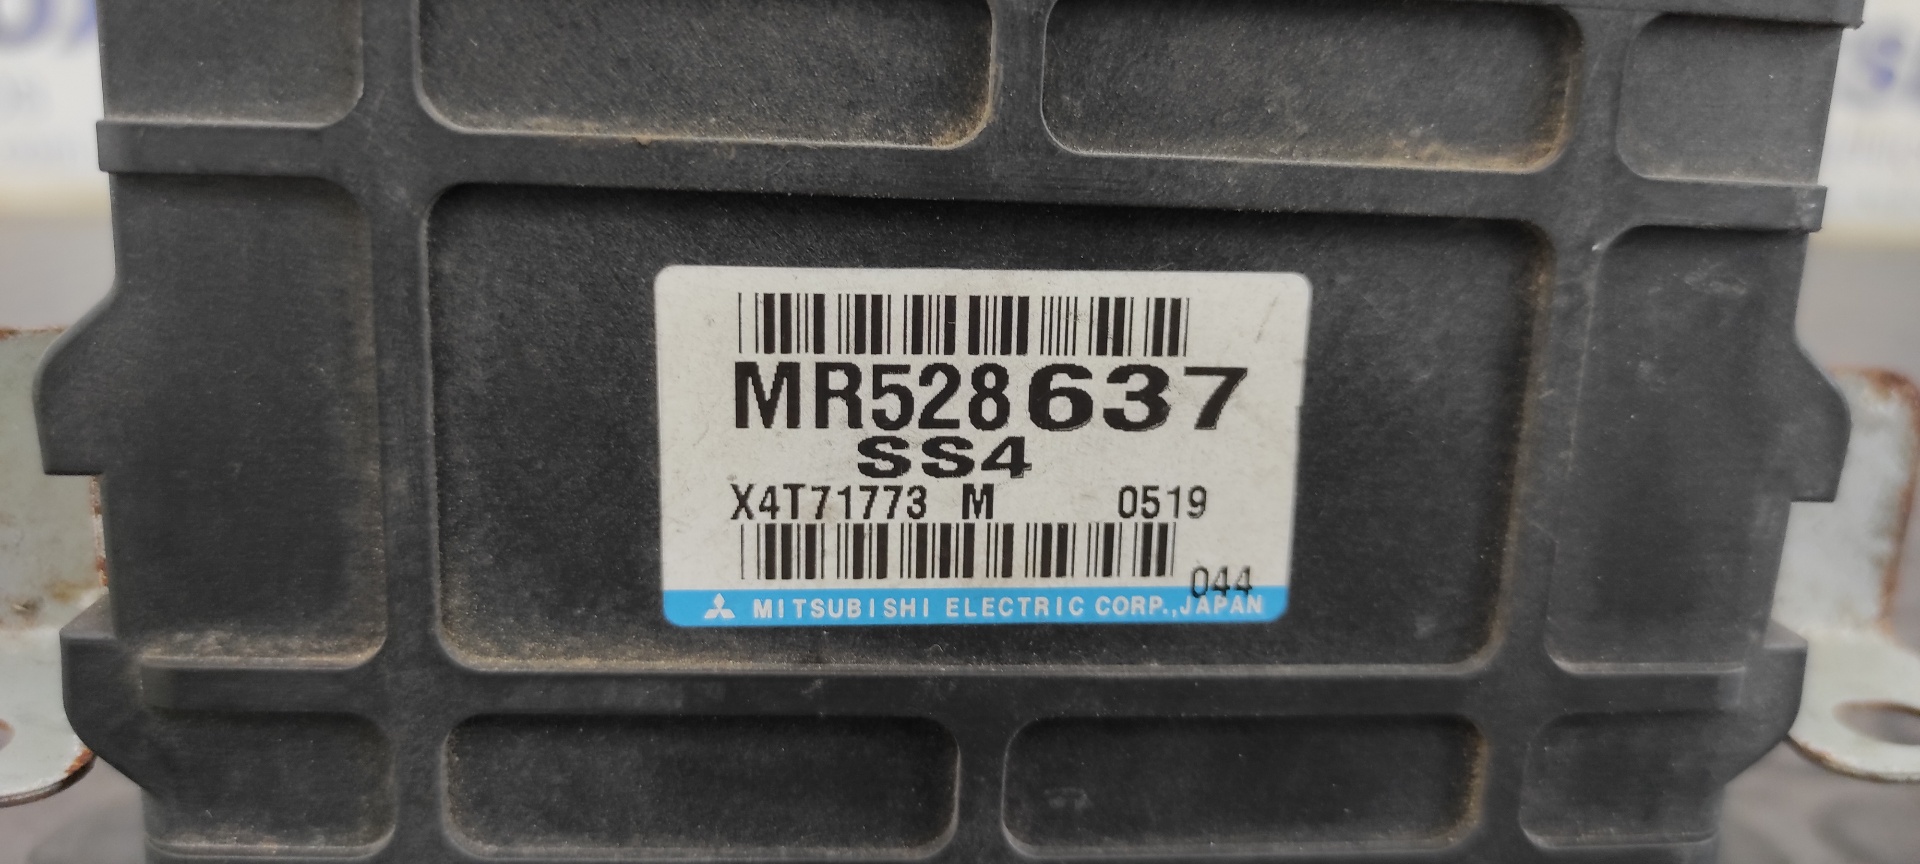 MR528637
SS4
X4T71773 M 0519
044
MITSUBISHI ELECTRIC CORP., JAPAN